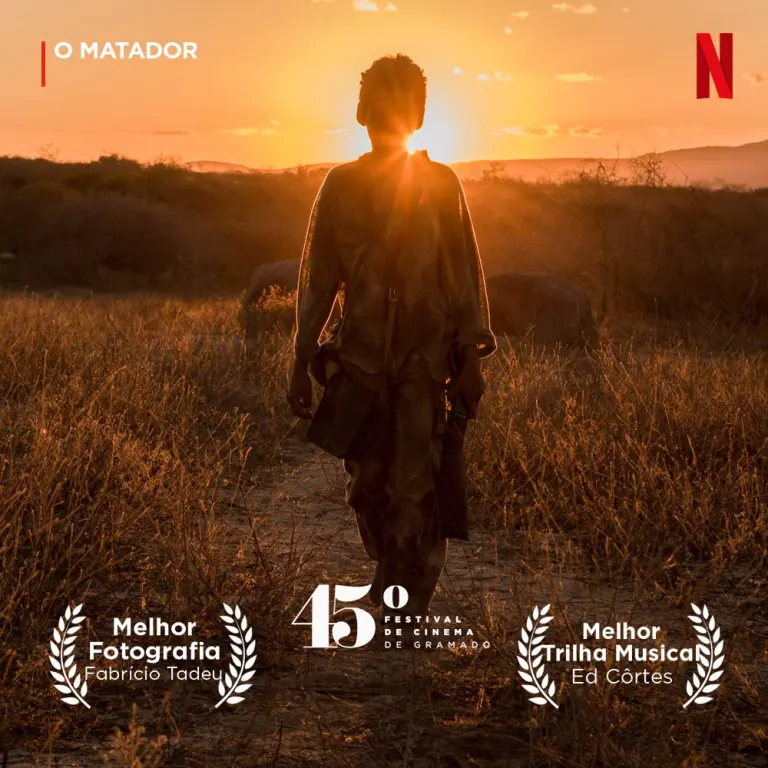 O MATADOR
N
45º
FESTIVAL
DE CINEMA
DE GRAMADO
Melhor
Fotografia
Fabrício Tadeu
Melhor
Trilha Musical
Ed Côrtes